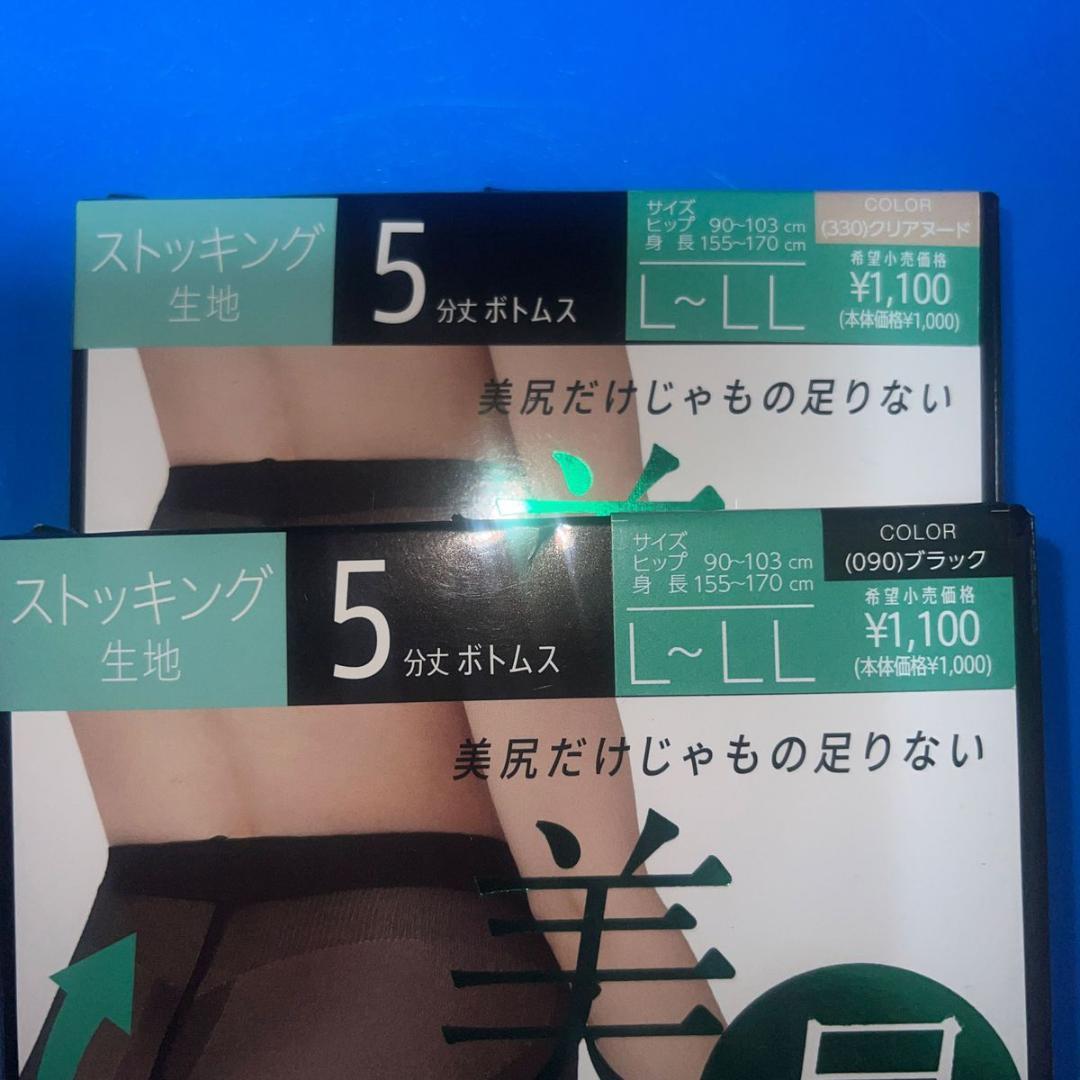 ストッキング
生地
5分丈 ボトムス
サイズ
ヒップ 90~103 cm
身長 155~170 cm
L~LL
COLOR
(330)クリアヌード
希望小売価格
¥1,100
(本体価格¥1,000)
美尻だけじゃもの足りない
ストッキング
生地
5分丈 ボトムス
サイズ
ヒップ 90~103 cm
身長 155~170 cm
L~LL
COLOR
(090)ブラック
希望小売価格
¥1,100
(本体価格¥1,000)
美尻だけじゃもの足りない
美